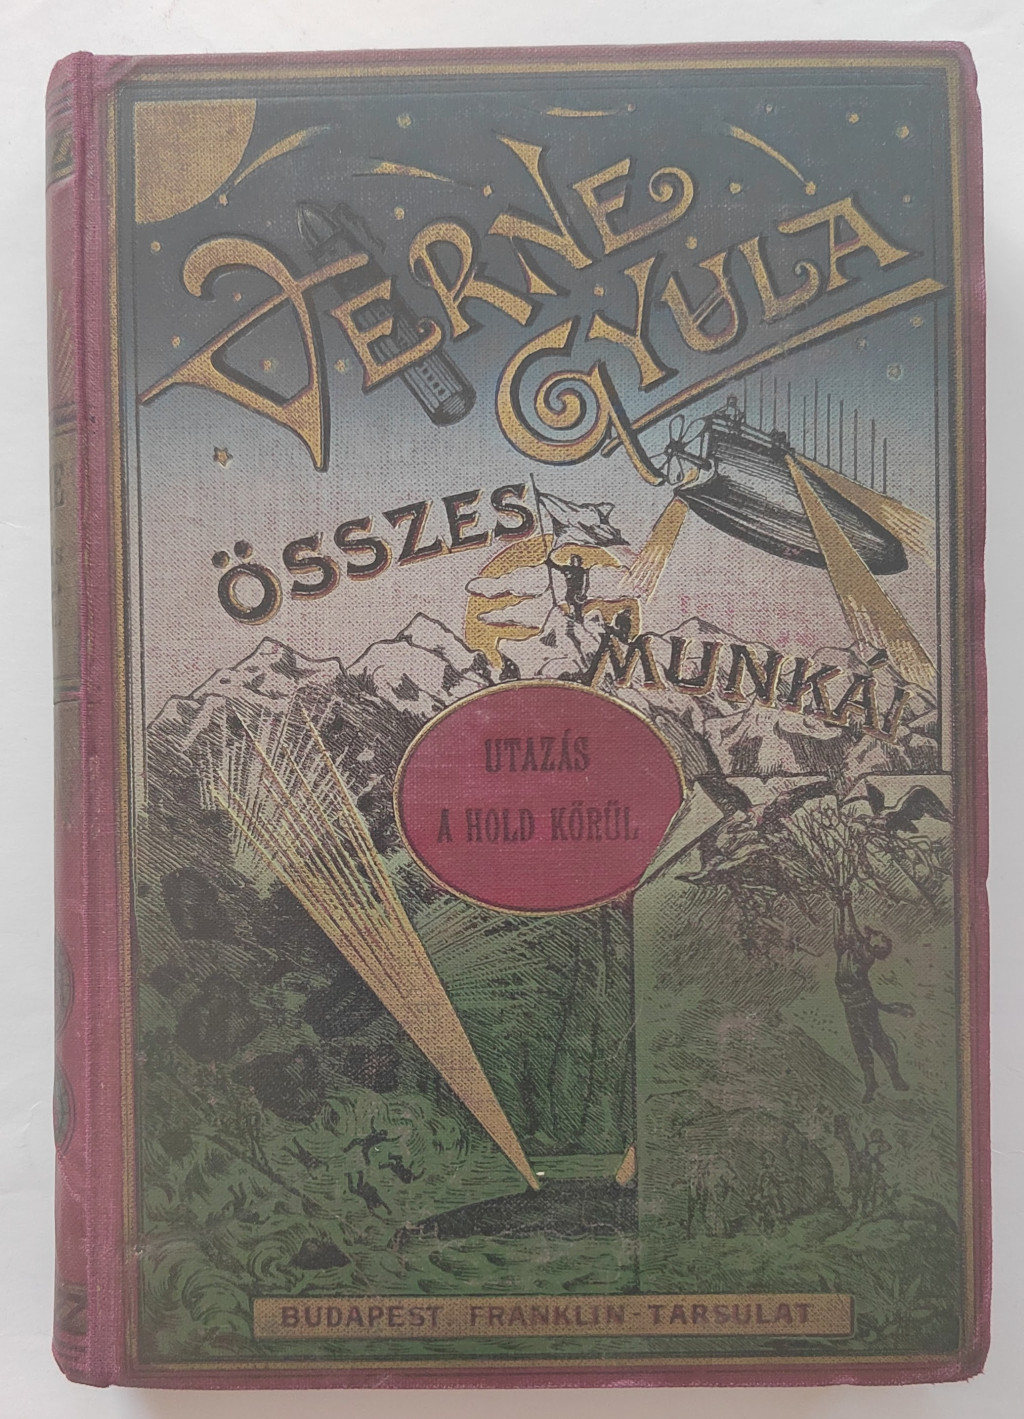 VERNE
GYULA
ÖSSZES
MUNKÁI
UTAZÁS
A HOLD KÖRÜL
BUDAPEST. FRANKLIN-TÁRSULAT